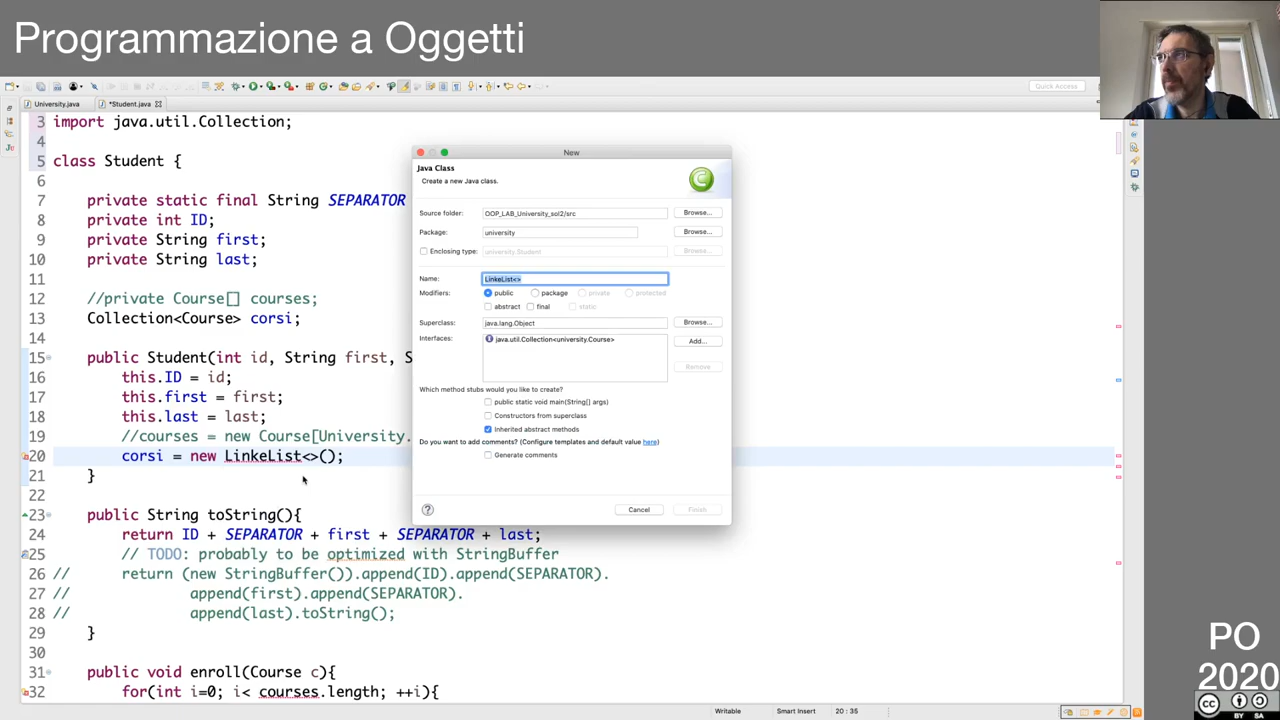 Programmazione a Oggetti
Quick Access
University.java
*Student.java
3 import java.util.Collection;
4
5 class Student {
6
7 private static final String SEPARATOR
8 private int ID;
9 private String first;
10 private String last;
11
12 //private Course[] courses;
13 Collection<Course> corsi;
14
15 public Student(int id, String first, S
16 this.ID = id;
17 this.first = first;
18 this.last = last;
19 //courses = new Course[University.
20 corsi = new LinkeList<>();
21 }
22
23 public String toString(){
24 return ID + SEPARATOR + first + SEPARATOR + last;
25 // TODO: probably to be optimized with StringBuffer
26 // return (new StringBuffer()).append(ID).append(SEPARATOR).
27 // append(first).append(SEPARATOR).
28 // append(last).toString();
29 }
30
31 public void enroll(Course c){
32 for(int i=0; i< courses.length; ++i){
New
Java Class
Create a new Java class.
Source folder: OOP_LAB_University_sol2/src Browse...
Package: university Browse...
Enclosing type: university.Student Browse...
Name: LinkeList<>
Modifiers: public package private protected
abstract final static
Superclass: java.lang.Object Browse...
Interfaces: java.util.Collection<university.Course> Add...
Remove
Which method stubs would you like to create?
public static void main(String[] args)
Constructors from superclass
Inherited abstract methods
Do you want to add comments? (Configure templates and default value here)
Generate comments
? Cancel Finish
Writable Smart Insert 20 : 35
PO
2020
cc BY SA